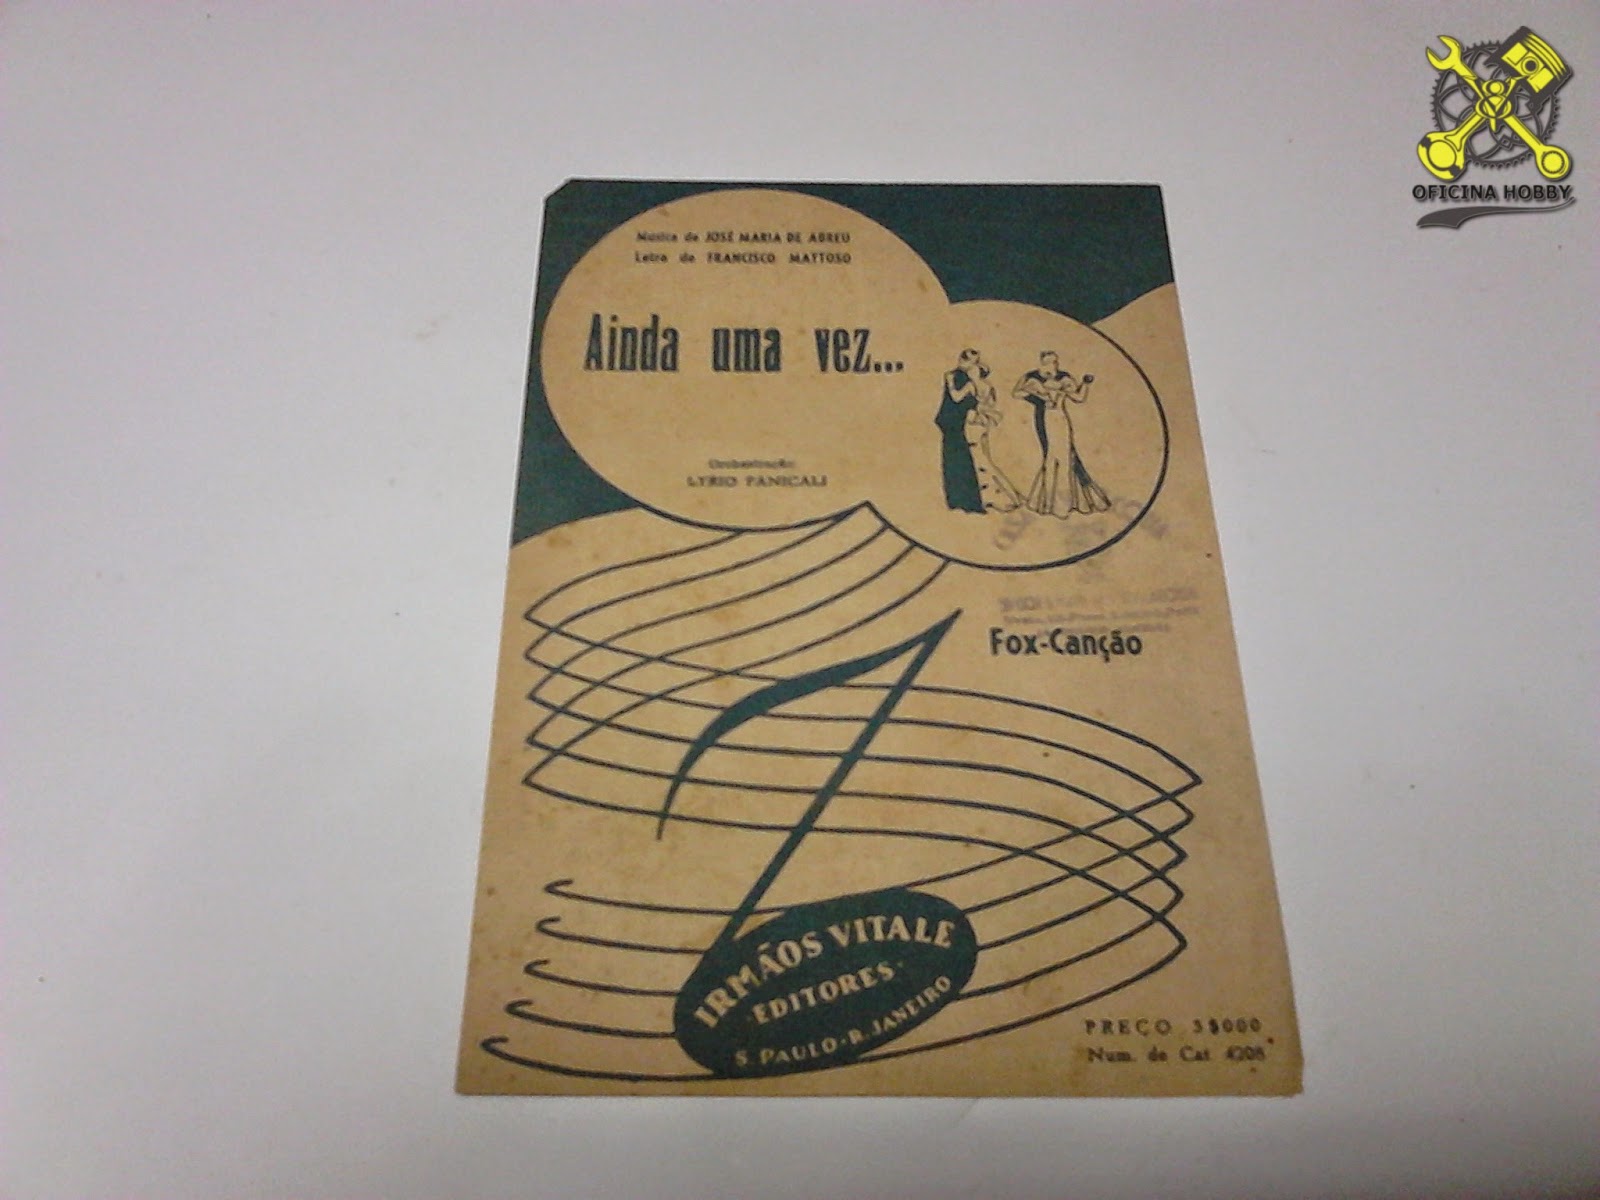 OFICINA HOBBY
Musica de JOSÉ MARIA DE ABREU
Letra de FRANCISCO MATTOSO
Ainda uma vez...
Orchestração
LYRIO PANICALI
Fox-Canção
IRMÃOS VITALE
·EDITORES·
S. PAULO-R. JANEIRO
PREÇO 3$000
Num. de Cat. 4208